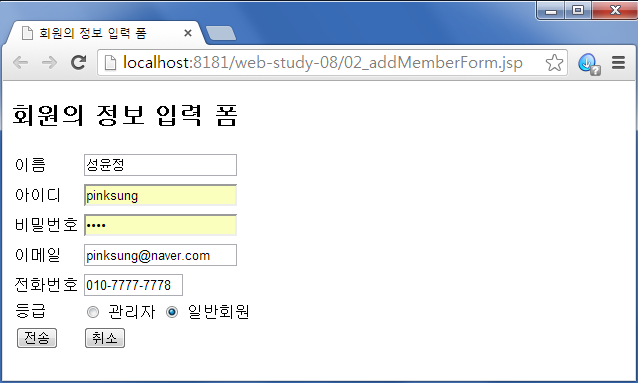 회원의 정보 입력 폼
localhost:8181/web-study-08/02_addMemberForm.jsp
회원의 정보 입력 폼
이름 성윤정
아이디 pinksung
비밀번호 ••••
이메일 pinksung@naver.com
전화번호 010-7777-7778
등급 관리자 일반회원
전송 취소